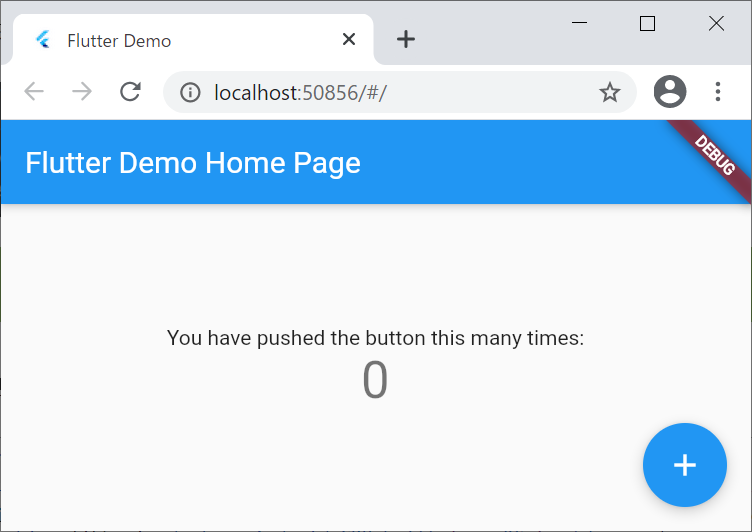 Flutter Demo
localhost:50856/#/
Flutter Demo Home Page
DEBUG
You have pushed the button this many times:
0